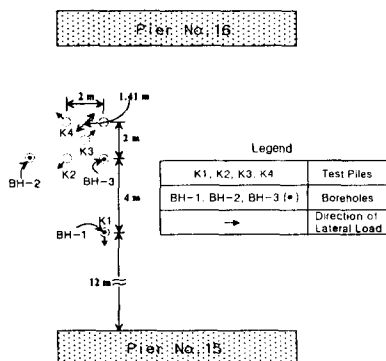 Pier No. 16
2 m
1.41 m
K4
2 m
K3
K2
BH-2
BH-3
4 m
K1
BH-1
12 m
Pier No. 15
Legend
K1, K2, K3, K4 Test Piles
BH-1, BH-2, BH-3 (•) Boreholes
→ Direction of
Lateral Load